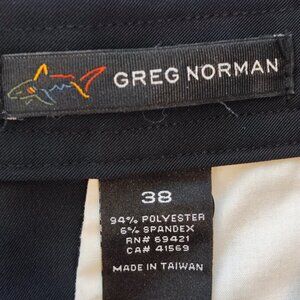 GREG NORMAN
38
94% POLYESTER
6% SPANDEX
RN# 69421
CA# 41569
MADE IN TAIWAN